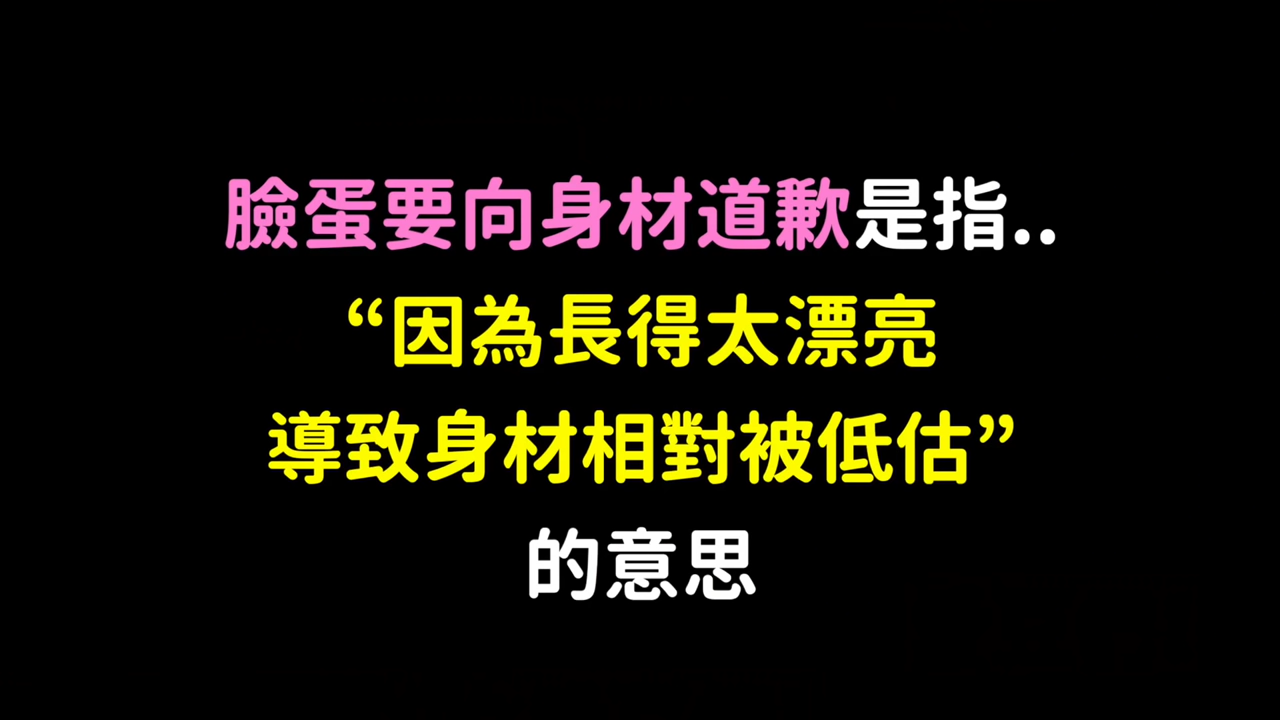 臉蛋要向身材道歉是指..
“因為長得太漂亮
導致身材相對被低估”
的意思